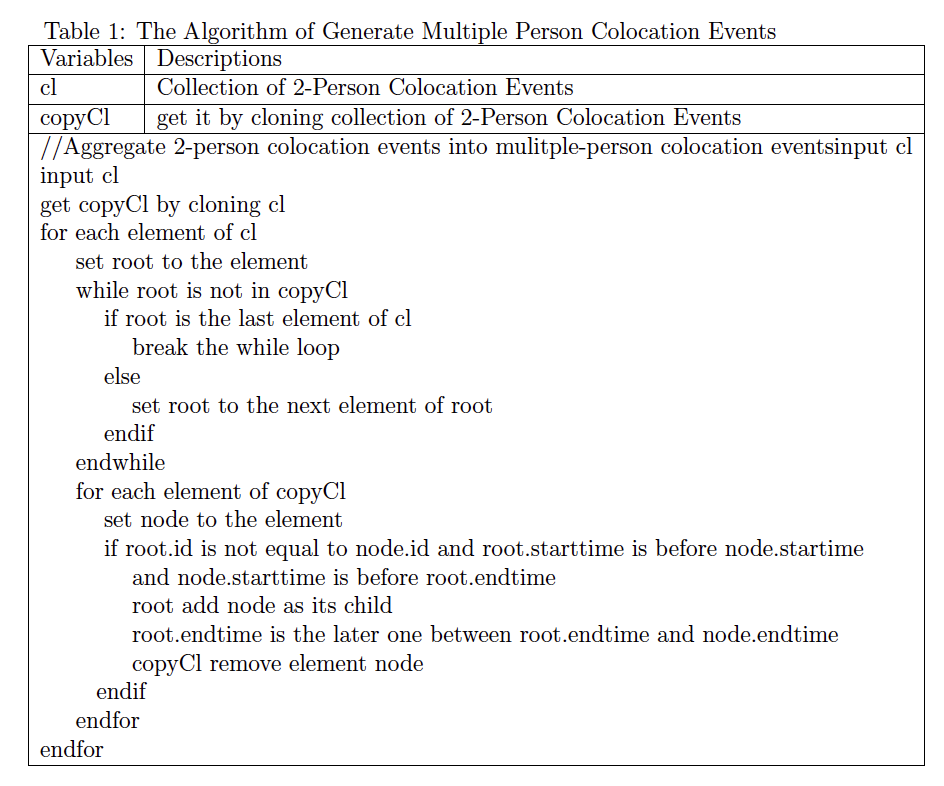 Table 1: The Algorithm of Generate Multiple Person Colocation Events
Variables Descriptions
cl Collection of 2-Person Colocation Events
copyCl get it by cloning collection of 2-Person Colocation Events
//Aggregate 2-person colocation events into mulitple-person colocation eventsinput cl
input cl
get copyCl by cloning cl
for each element of cl
set root to the element
while root is not in copyCl
if root is the last element of cl
break the while loop
else
set root to the next element of root
endif
endwhile
for each element of copyCl
set node to the element
if root.id is not equal to node.id and root.starttime is before node.startime
and node.starttime is before root.endtime
root add node as its child
root.endtime is the later one between root.endtime and node.endtime
copyCl remove element node
endif
endfor
endfor